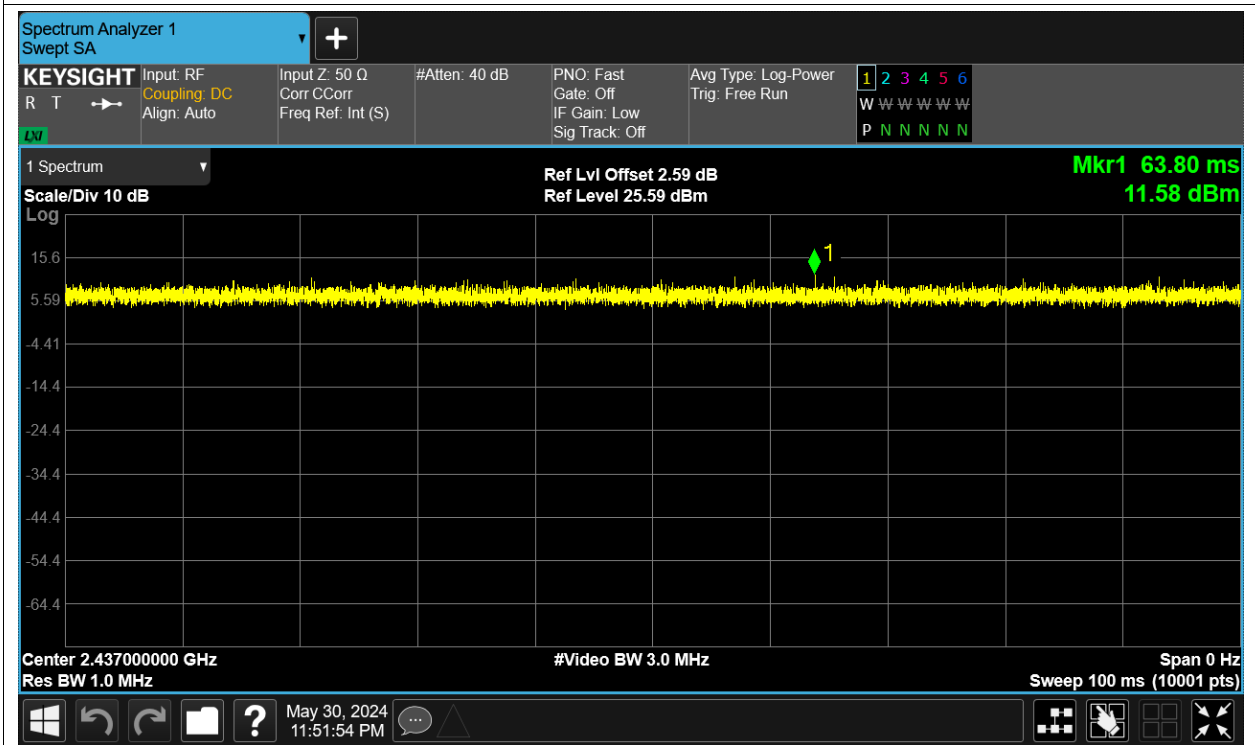 Spectrum Analyzer 1
Swept SA
KEYSIGHT
R T
LXI
Input: RF
Coupling: DC
Align: Auto
Input Z: 50 Ω
Corr CCorr
Freq Ref: Int (S)
#Atten: 40 dB
PNO: Fast
Gate: Off
IF Gain: Low
Sig Track: Off
Avg Type: Log-Power
Trig: Free Run
1 2 3 4 5 6
W W W W W W
P N N N N N
1 Spectrum
Scale/Div 10 dB
Log
Ref Lvl Offset 2.59 dB
Ref Level 25.59 dBm
Mkr1 63.80 ms
11.58 dBm
1
15.6
5.59
-4.41
-14.4
-24.4
-34.4
-44.4
-54.4
-64.4
Center 2.437000000 GHz
Res BW 1.0 MHz
#Video BW 3.0 MHz
Span 0 Hz
Sweep 100 ms (10001 pts)
?
May 30, 2024
11:51:54 PM